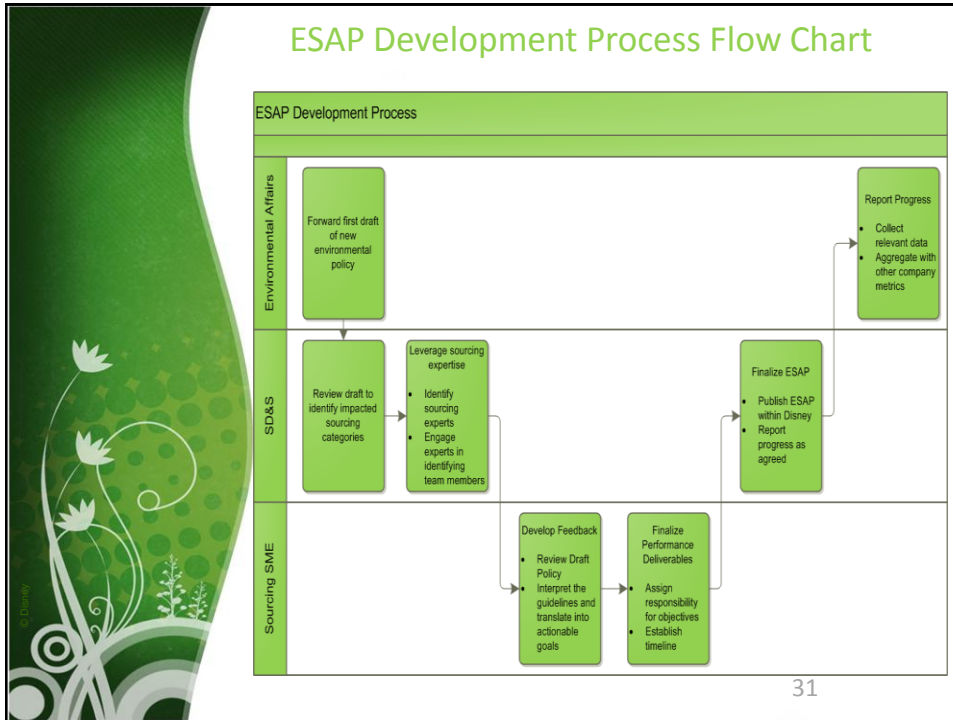 ESAP Development Process Flow Chart
ESAP Development Process
Environmental Affairs
Forward first draft
of new
environmental
policy
Report Progress
• Collect
relevant data
• Aggregate with
other company
metrics
SD&S
Review draft to
identify impacted
sourcing
categories
Leverage sourcing
expertise
• Identify
sourcing
experts
• Engage
experts in
identifying
team members
Finalize ESAP
• Publish ESAP
within Disney
• Report
progress as
agreed
Sourcing SME
Develop Feedback
• Review Draft
Policy
• Interpret the
guidelines and
translate into
actionable
goals
Finalize
Performance
Deliverables
• Assign
responsibility
for objectives
• Establish
timeline
© Disney
31